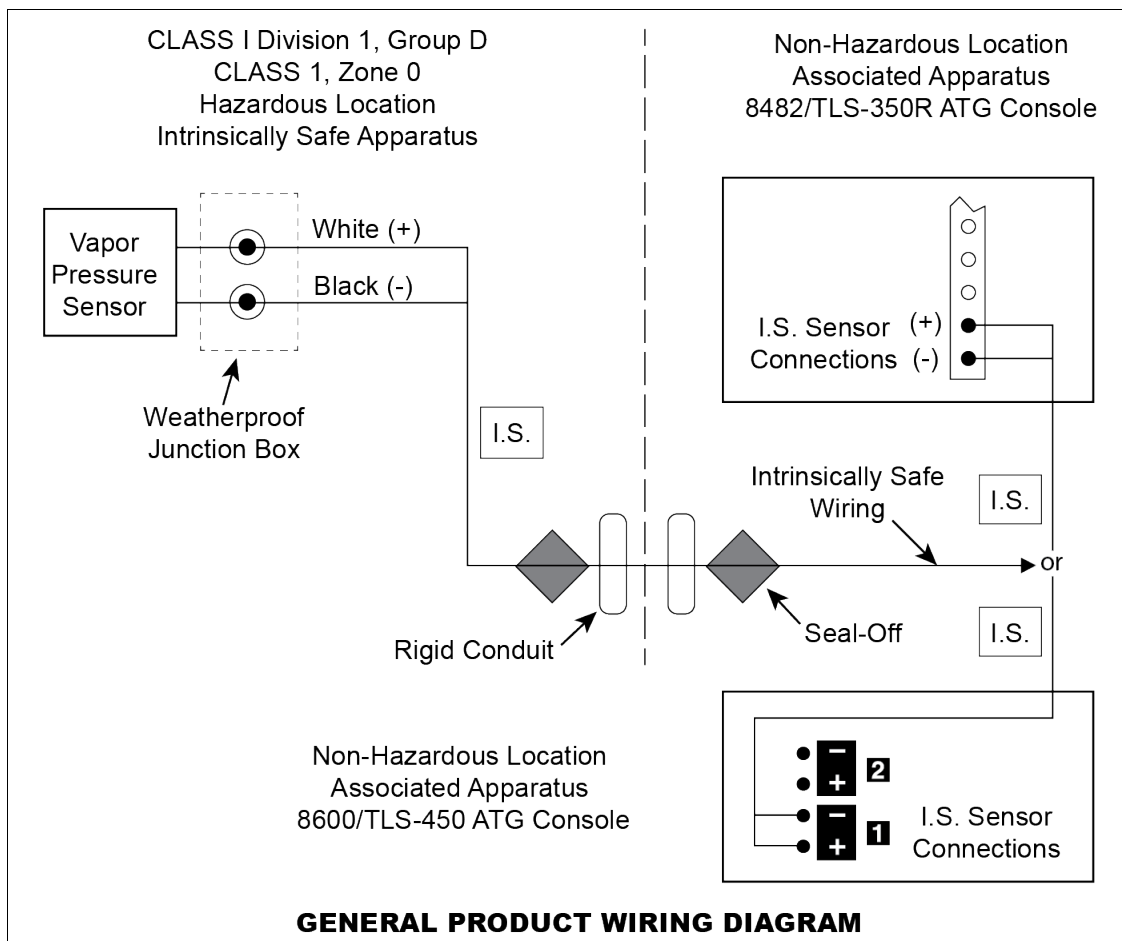 CLASS I Division 1, Group D
CLASS 1, Zone 0
Hazardous Location
Intrinsically Safe Apparatus
Non-Hazardous Location
Associated Apparatus
8482/TLS-350R ATG Console
Vapor
Pressure
Sensor
White (+)
Black (-)
Weatherproof
Junction Box
I.S.
I.S. Sensor
Connections
(+)
(-)
Intrinsically Safe
Wiring
I.S.
or
I.S.
Rigid Conduit
Seal-Off
Non-Hazardous Location
Associated Apparatus
8600/TLS-450 ATG Console
−
+
2
−
+
1
I.S. Sensor
Connections
GENERAL PRODUCT WIRING DIAGRAM